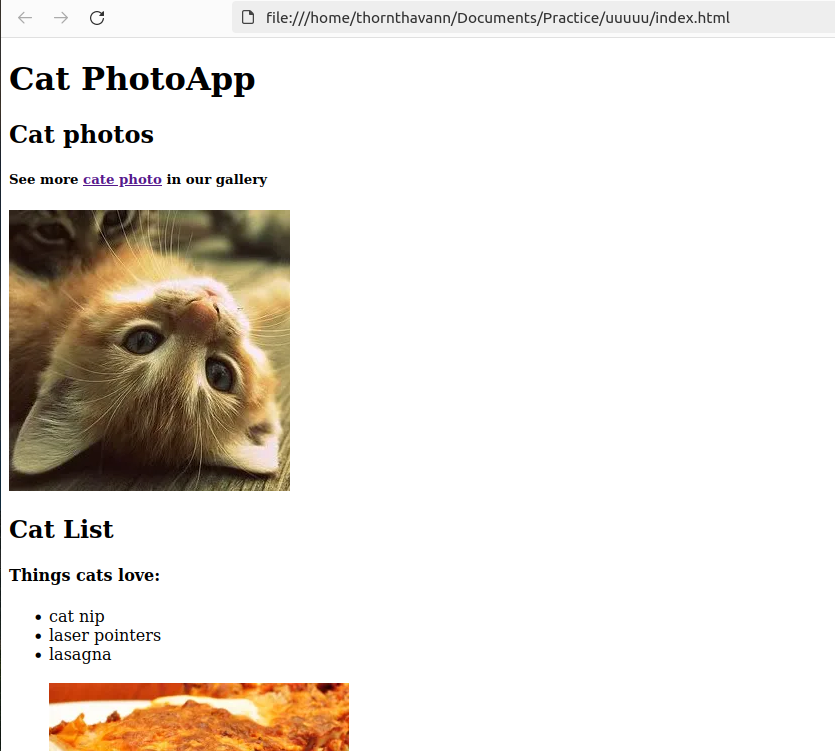 file:///home/thornthavann/Documents/Practice/uuuuu/index.html
Cat PhotoApp
Cat photos
See more cate photo in our gallery
Cat List
Things cats love:
cat nip
laser pointers
lasagna